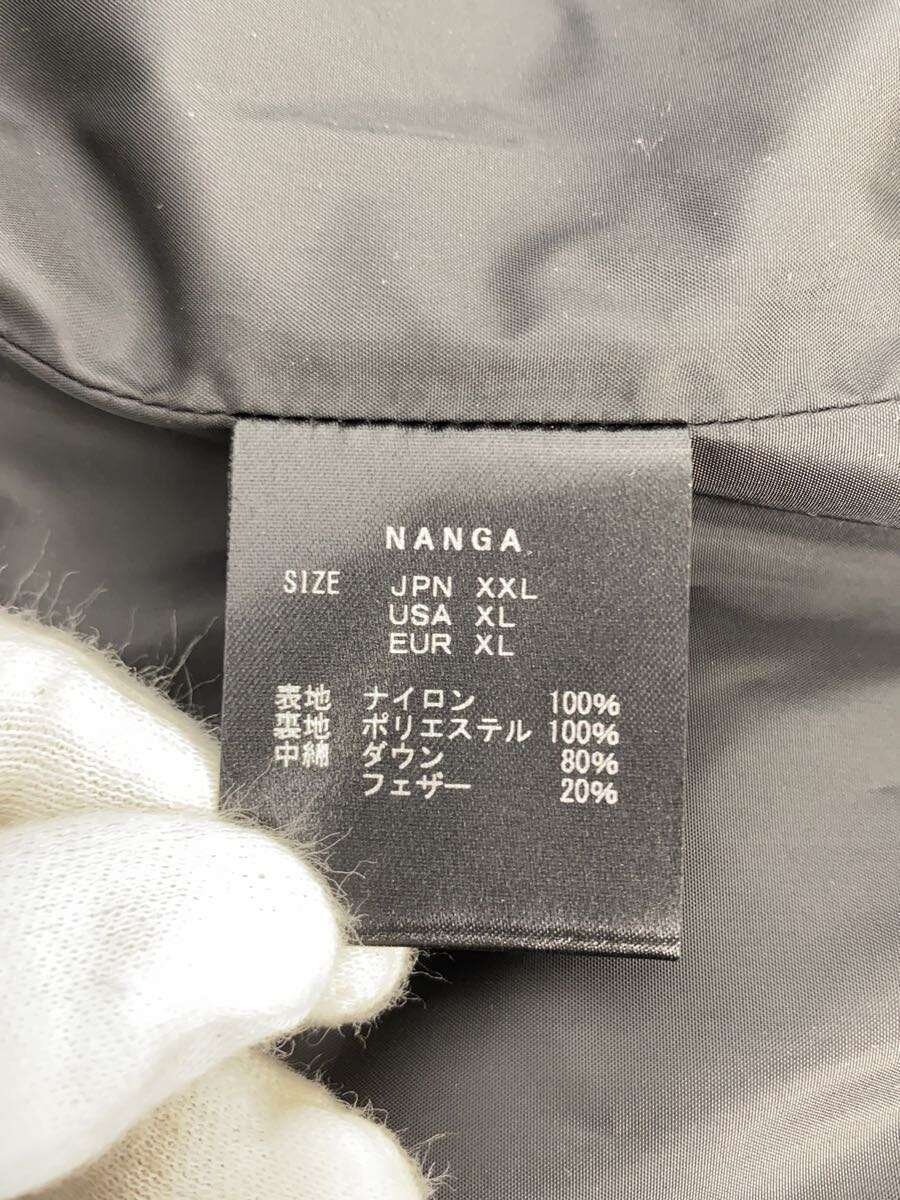 NANGA
SIZE JPN XXL
USA XL
EUR XL
表地 ナイロン 100%
裏地 ポリエステル 100%
中綿 ダウン 80%
フェザー 20%